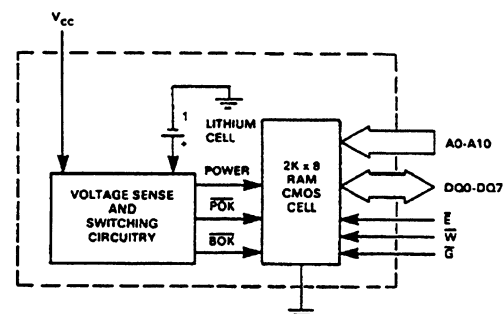 VCC
1
+
LITHIUM
CELL
POWER
POK
BOK
VOLTAGE SENSE
AND
SWITCHING
CIRCUITRY
2K x 8
RAM
CMOS
CELL
A0-A10
DQ0-DQ7
E
W
G